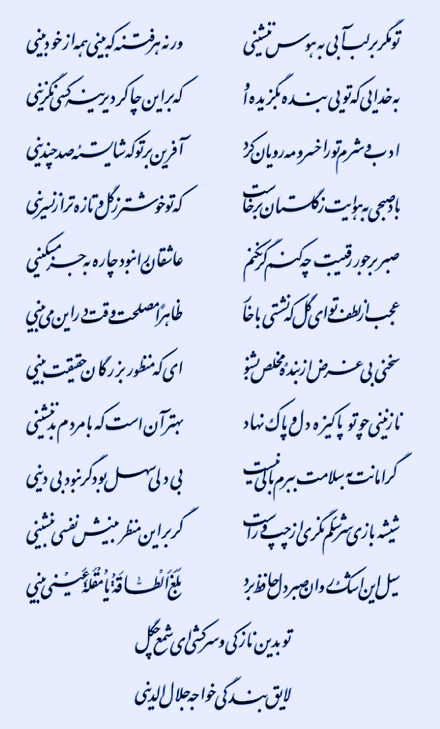 تو مگر بر لب آبی به هوس ننشینی ور نه هر فتنه که بینی همه از خود بینی
به خدایی که تویی بنده بگزیده او که بر این چاکر دیرینه کسی نگزینی
ادب و شرم تو را خسرو مه رویان کرد آفرین بر تو که شایسته صد چندینی
باد صبحی به هوایت ز گلستان برخاست که تو خوشتر ز گل و تازه تر از نسرینی
صبر بر جور رقیبت چه کنم گر نکنم عاشقان را نبود چاره به جز مسکینی
عجب از لطف تو ای گل که نشستی با خار ظاهرا مصلحت وقت در این می بینی
سخنی بی غرض از بنده مخلص بشنو ای که منظور بزرگان حقیقت بینی
نازنینی چو تو پاکیزه دل و پاک نهاد بهتر آن است که با مردم بد ننشینی
گر امانت به سلامت ببرم باکی نیست بی دلی سهل بود گر نبود بی دینی
شیشه بازی سرشکم نگری از چپ و راست گر بر این منظر بینش نفسی بنشینی
سیل این اشک روان صبر و دل حافظ برد بلغ الطاقة یا مقلة عینی بینی
تو بدین نازکی و سرکشی ای شمع چگل
لایق بندگی خواجه جلال الدینی